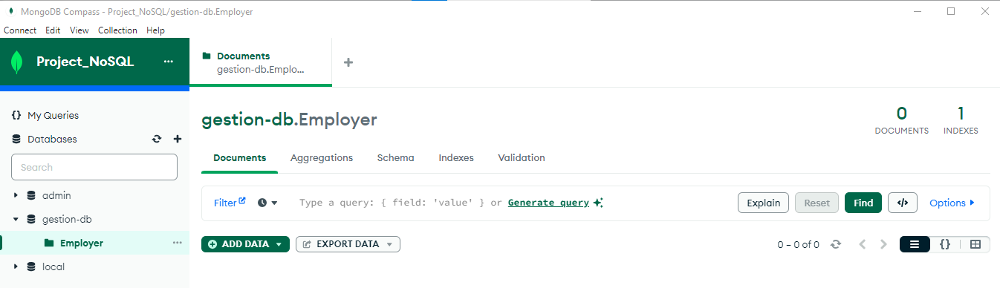 MongoDB Compass - Project_NoSQL/gestion-db.Employer
Connect Edit View Collection Help
Project_NoSQL ...
Documents
gestion-db.Emplo...
My Queries
Databases
Search
admin
gestion-db
Employer ...
local
gestion-db.Employer
0
DOCUMENTS
1
INDEXES
Documents Aggregations Schema Indexes Validation
Filter Type a query: { field: 'value' } or Generate query Explain Reset Find </> Options
ADD DATA EXPORT DATA 0 – 0 of 0 {}